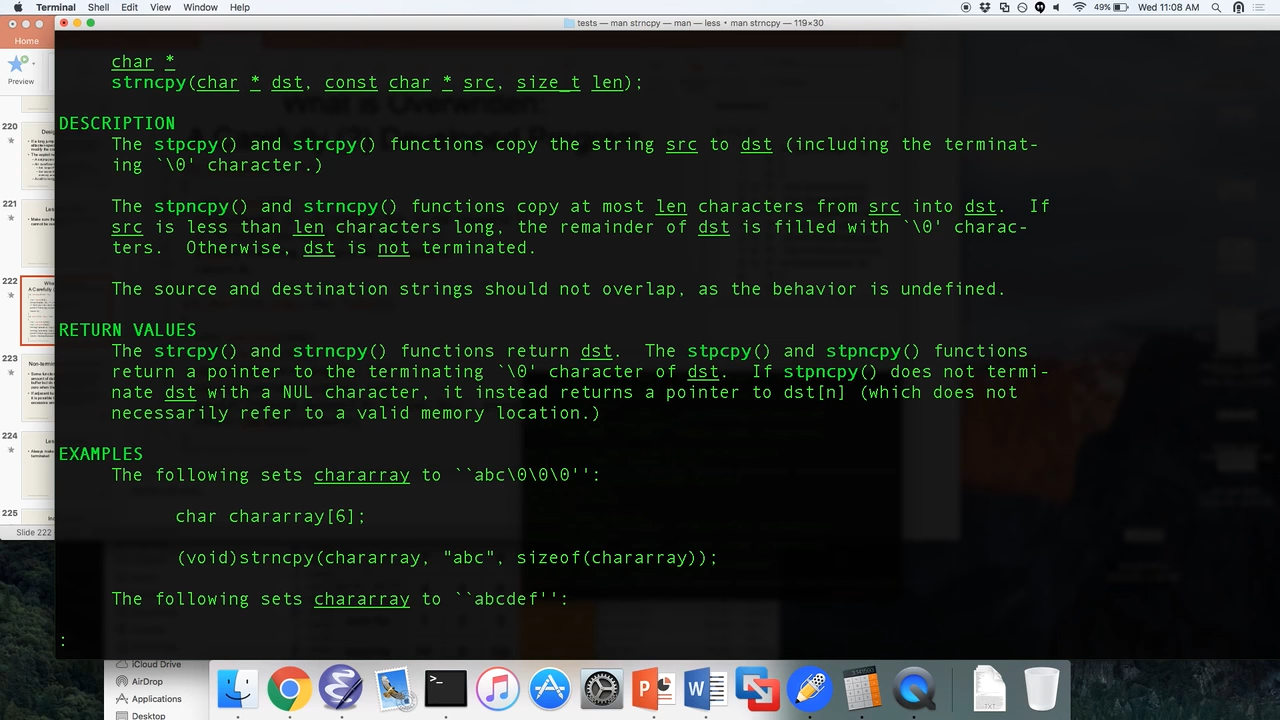 Terminal Shell Edit View Window Help 49% Wed 11:08 AM
tests — man strncpy — man — less • man strncpy — 119×30
Home
Preview
char *
strncpy(char * dst, const char * src, size_t len);
DESCRIPTION
The stpcpy() and strcpy() functions copy the string src to dst (including the terminat-
ing `\0' character.)
The stpncpy() and strncpy() functions copy at most len characters from src into dst.  If
src is less than len characters long, the remainder of dst is filled with `\0' charac-
ters.  Otherwise, dst is not terminated.
The source and destination strings should not overlap, as the behavior is undefined.
RETURN VALUES
The strcpy() and strncpy() functions return dst.  The stpcpy() and stpncpy() functions
return a pointer to the terminating `\0' character of dst.  If stpncpy() does not termi-
nate dst with a NUL character, it instead returns a pointer to dst[n] (which does not
necessarily refer to a valid memory location.)
EXAMPLES
The following sets chararray to ``abc\0\0\0'':
char chararray[6];
(void)strncpy(chararray, "abc", sizeof(chararray));
The following sets chararray to ``abcdef'':
:
220
221
222
223
224
225
Slide 222
iCloud Drive
AirDrop
Applications
Desktop